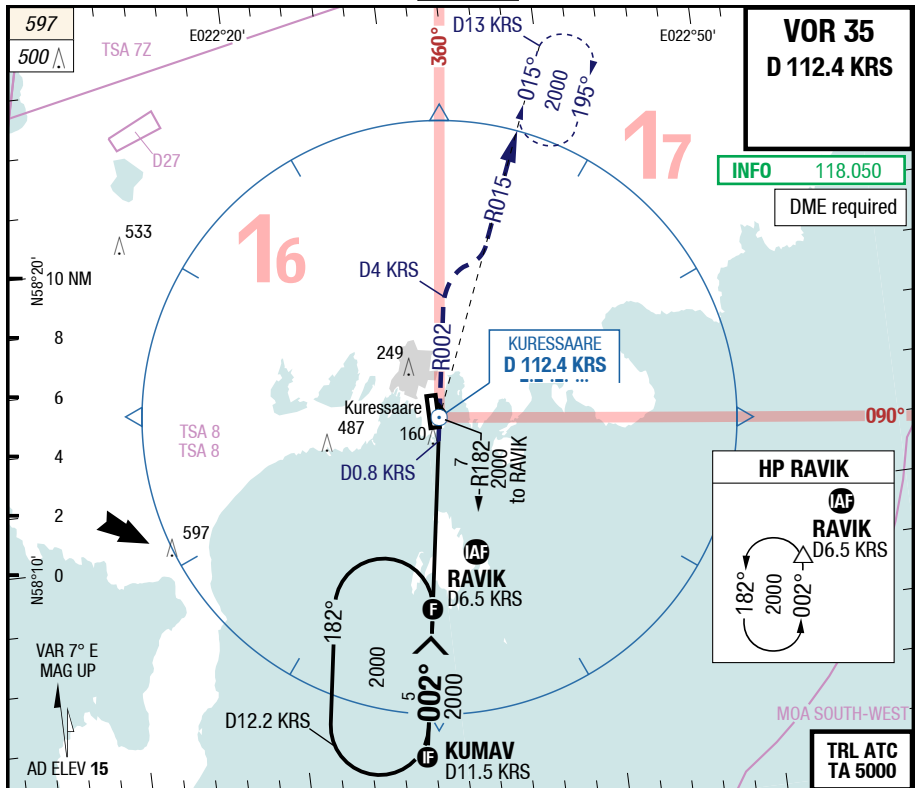 597
500
TSA 7Z
E022°20'
360°
D13 KRS
E022°50'
VOR 35
D 112.4 KRS
015°
2000
195°
D27
17
INFO 118.050
DME required
R015
533
16
N58°20'
10 NM
D4 KRS
8
R002
KURESSAARE
D 112.4 KRS
249
6
Kuressaare
090°
487
160
TSA 8
TSA 8
4
D0.8 KRS
7
R182
2000
to RAVIK
HP RAVIK
IAF
RAVIK
D6.5 KRS
182°
2000
002°
2
597
IAF
RAVIK
D6.5 KRS
N58°10'
0
F
182°
2000
VAR 7° E
MAG UP
5
002°
2000
D12.2 KRS
MOA SOUTH-WEST
IF
KUMAV
D11.5 KRS
AD ELEV 15
TRL ATC
TA 5000